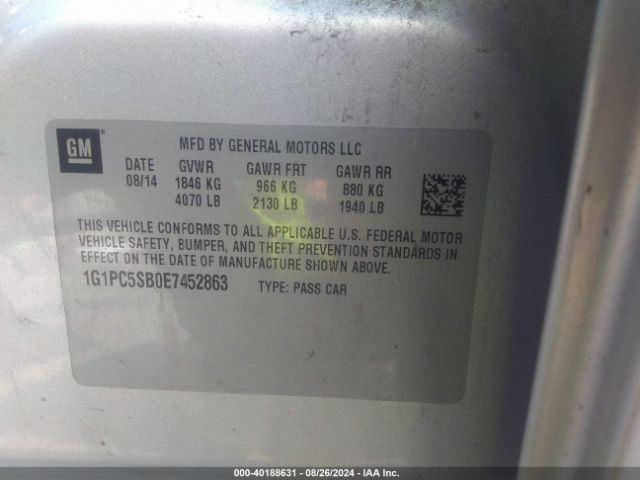 GM
MFD BY GENERAL MOTORS LLC
DATE GVWR GAWR FRT GAWR RR
08/14 1846 KG 966 KG 880 KG
4070 LB 2130 LB 1940 LB
THIS VEHICLE CONFORMS TO ALL APPLICABLE U.S. FEDERAL MOTOR
VEHICLE SAFETY, BUMPER, AND THEFT PREVENTION STANDARDS IN
EFFECT ON THE DATE OF MANUFACTURE SHOWN ABOVE.
1G1PC5SB0E7452863 TYPE: PASS CAR
000-40188631 - 08/26/2024 - IAA Inc.